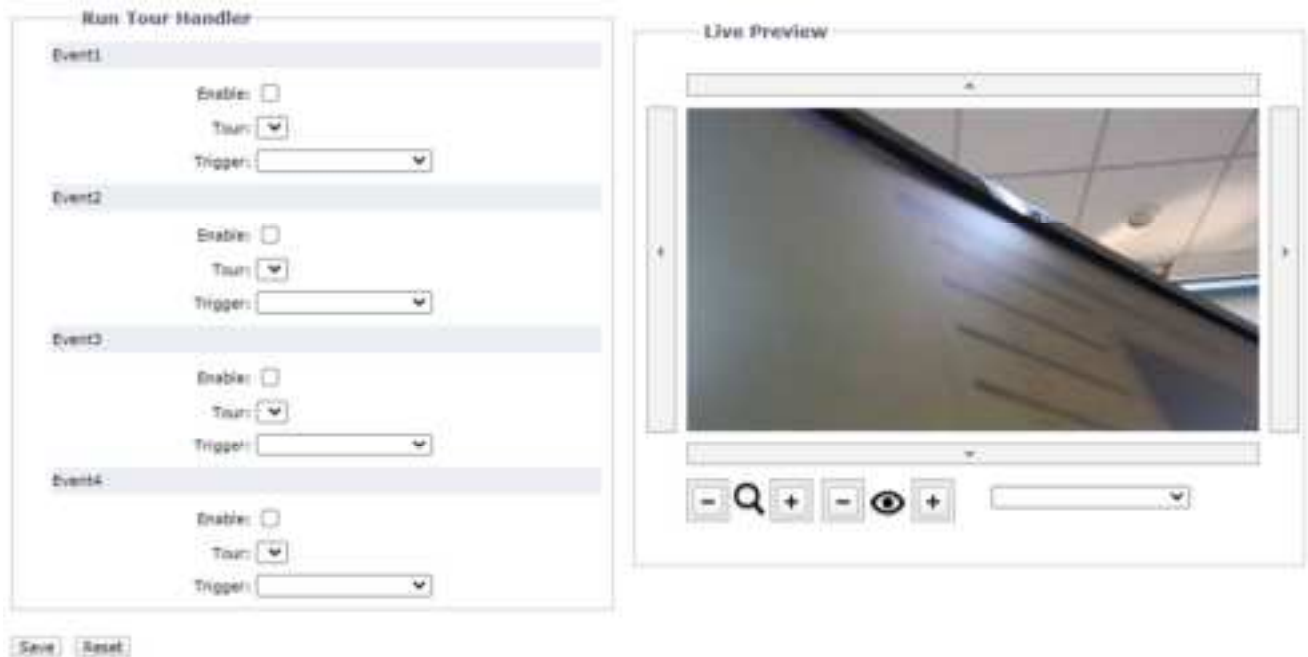 Run Tour Handler
Event1
Enable:
Tour:
Trigger:
Event2
Enable:
Tour:
Trigger:
Event3
Enable:
Tour:
Trigger:
Event4
Enable:
Tour:
Trigger:
Save Reset
Live Preview
- + - +